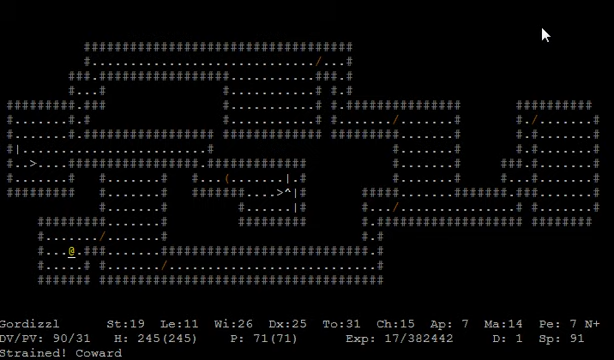 Gordizzl St:19 Le:11 Wi:26 Dx:25 To:31 Ch:15 Ap: 7 Ma:14 Pe: 7 N+
DV/PV: 90/31 H: 245(245) P: 71(71) Exp: 17/382442 D: 1 Sp: 91
Strained! Coward